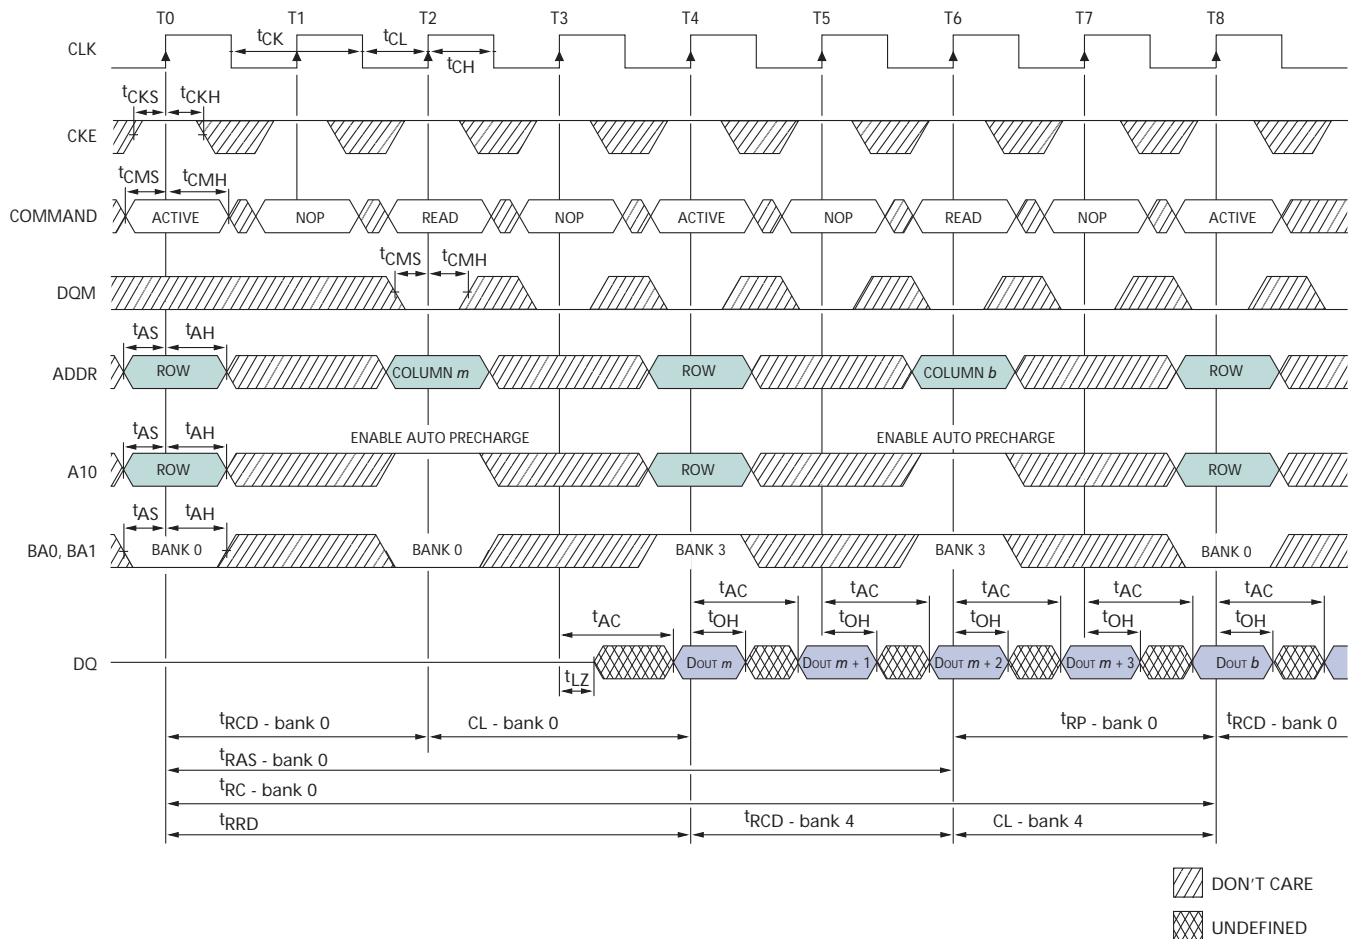 T0 T1 T2 T3 T4 T5 T6 T7 T8
CLK tCK tCL tCH
tCKS tCKH
CKE
tCMS tCMH
COMMAND ACTIVE NOP READ NOP ACTIVE NOP READ NOP ACTIVE
tCMS tCMH
DQM
tAS tAH
ADDR ROW COLUMN m ROW COLUMN b ROW
tAS tAH ENABLE AUTO PRECHARGE ENABLE AUTO PRECHARGE
A10 ROW ROW ROW
tAS tAH
BA0, BA1 BANK 0 BANK 0 BANK 3 BANK 3 BANK 0
tAC tAC tAC tAC tAC tAC
tOH tOH tOH tOH tOH
DQ DOUT m DOUT m + 1 DOUT m + 2 DOUT m + 3 DOUT b
tLZ
tRCD - bank 0 CL - bank 0 tRP - bank 0 tRCD - bank 0
tRAS - bank 0
tRC - bank 0
tRRD tRCD - bank 4 CL - bank 4
DON'T CARE
UNDEFINED